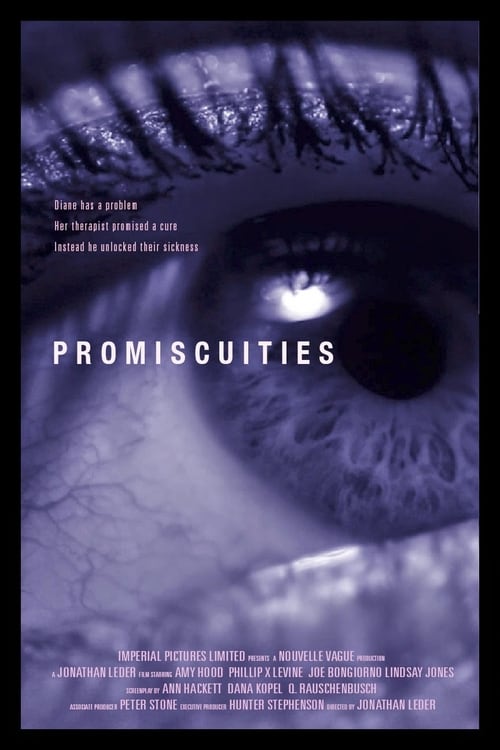 Diane has a problem
Her therapist promised a cure
Instead he unlocked their sickness
PROMISCUITIES
IMPERIAL PICTURES LIMITED PRESENTS A NOUVELLE VAGUE PRODUCTION
A JONATHAN LEDER FILM STARRING AMY HOOD PHILLIP X LEVINE JOE BONGIORNO LINDSAY JONES
SCREENPLAY BY ANN HACKETT DANA KOPEL Q. RAUSCHENBUSCH
ASSOCIATE PRODUCER PETER STONE EXECUTIVE PRODUCER HUNTER STEPHENSON DIRECTED BY JONATHAN LEDER